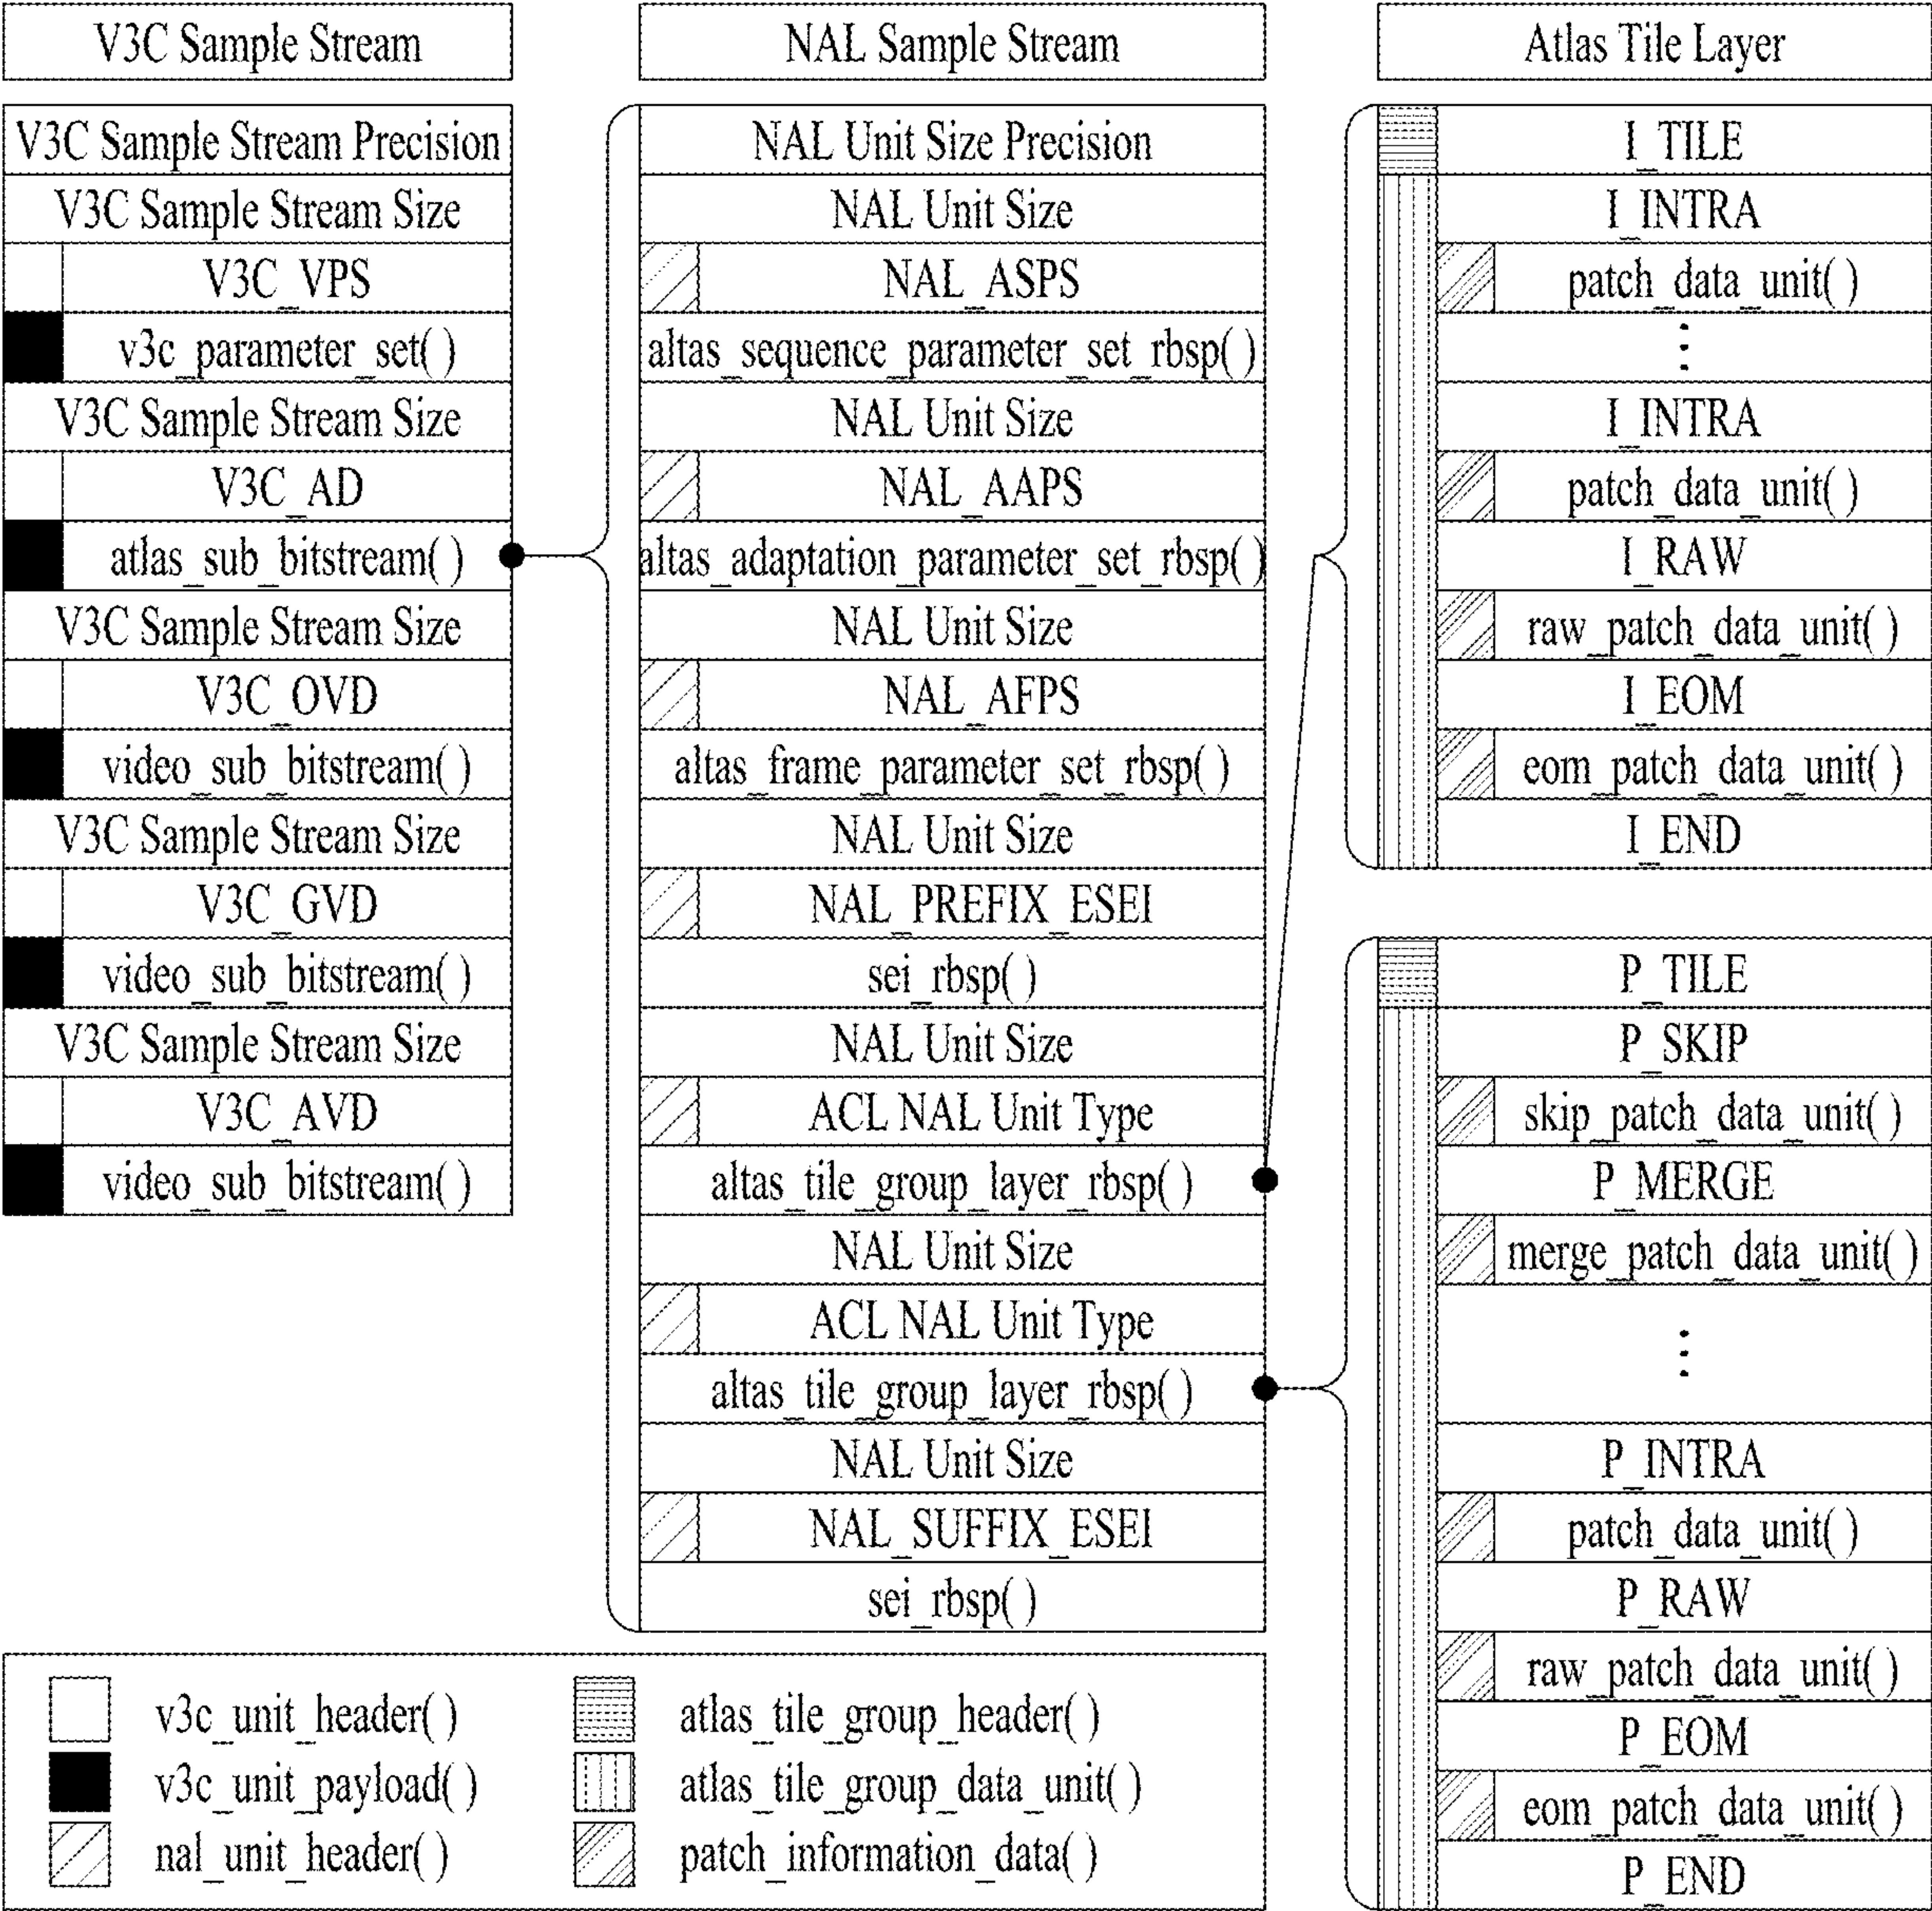 V3C Sample Stream
V3C Sample Stream Precision
V3C Sample Stream Size
V3C_VPS
v3c_parameter_set( )
V3C Sample Stream Size
V3C_AD
atlas_sub_bitstream( )
V3C Sample Stream Size
V3C_OVD
video_sub_bitstream( )
V3C Sample Stream Size
V3C_GVD
video_sub_bitstream( )
V3C Sample Stream Size
V3C_AVD
video_sub_bitstream( )
NAL Sample Stream
NAL Unit Size Precision
NAL Unit Size
NAL_ASPS
altas_sequence_parameter_set_rbsp( )
NAL Unit Size
NAL_AAPS
altas_adaptation_parameter_set_rbsp( )
NAL Unit Size
NAL_AFPS
altas_frame_parameter_set_rbsp( )
NAL Unit Size
NAL_PREFIX_ESEI
sei_rbsp( )
NAL Unit Size
ACL NAL Unit Type
altas_tile_group_layer_rbsp( )
NAL Unit Size
ACL NAL Unit Type
altas_tile_group_layer_rbsp( )
NAL Unit Size
NAL_SUFFIX_ESEI
sei_rbsp( )
Atlas Tile Layer
I_TILE
I_INTRA
patch_data_unit( )
⋮
I_INTRA
patch_data_unit( )
I_RAW
raw_patch_data_unit( )
I_EOM
eom_patch_data_unit( )
I_END
P_TILE
P_SKIP
skip_patch_data_unit( )
P_MERGE
merge_patch_data_unit( )
⋮
P_INTRA
patch_data_unit( )
P_RAW
raw_patch_data_unit( )
P_EOM
eom_patch_data_unit( )
P_END
v3c_unit_header( )
v3c_unit_payload( )
nal_unit_header( )
atlas_tile_group_header( )
atlas_tile_group_data_unit( )
patch_information_data( )